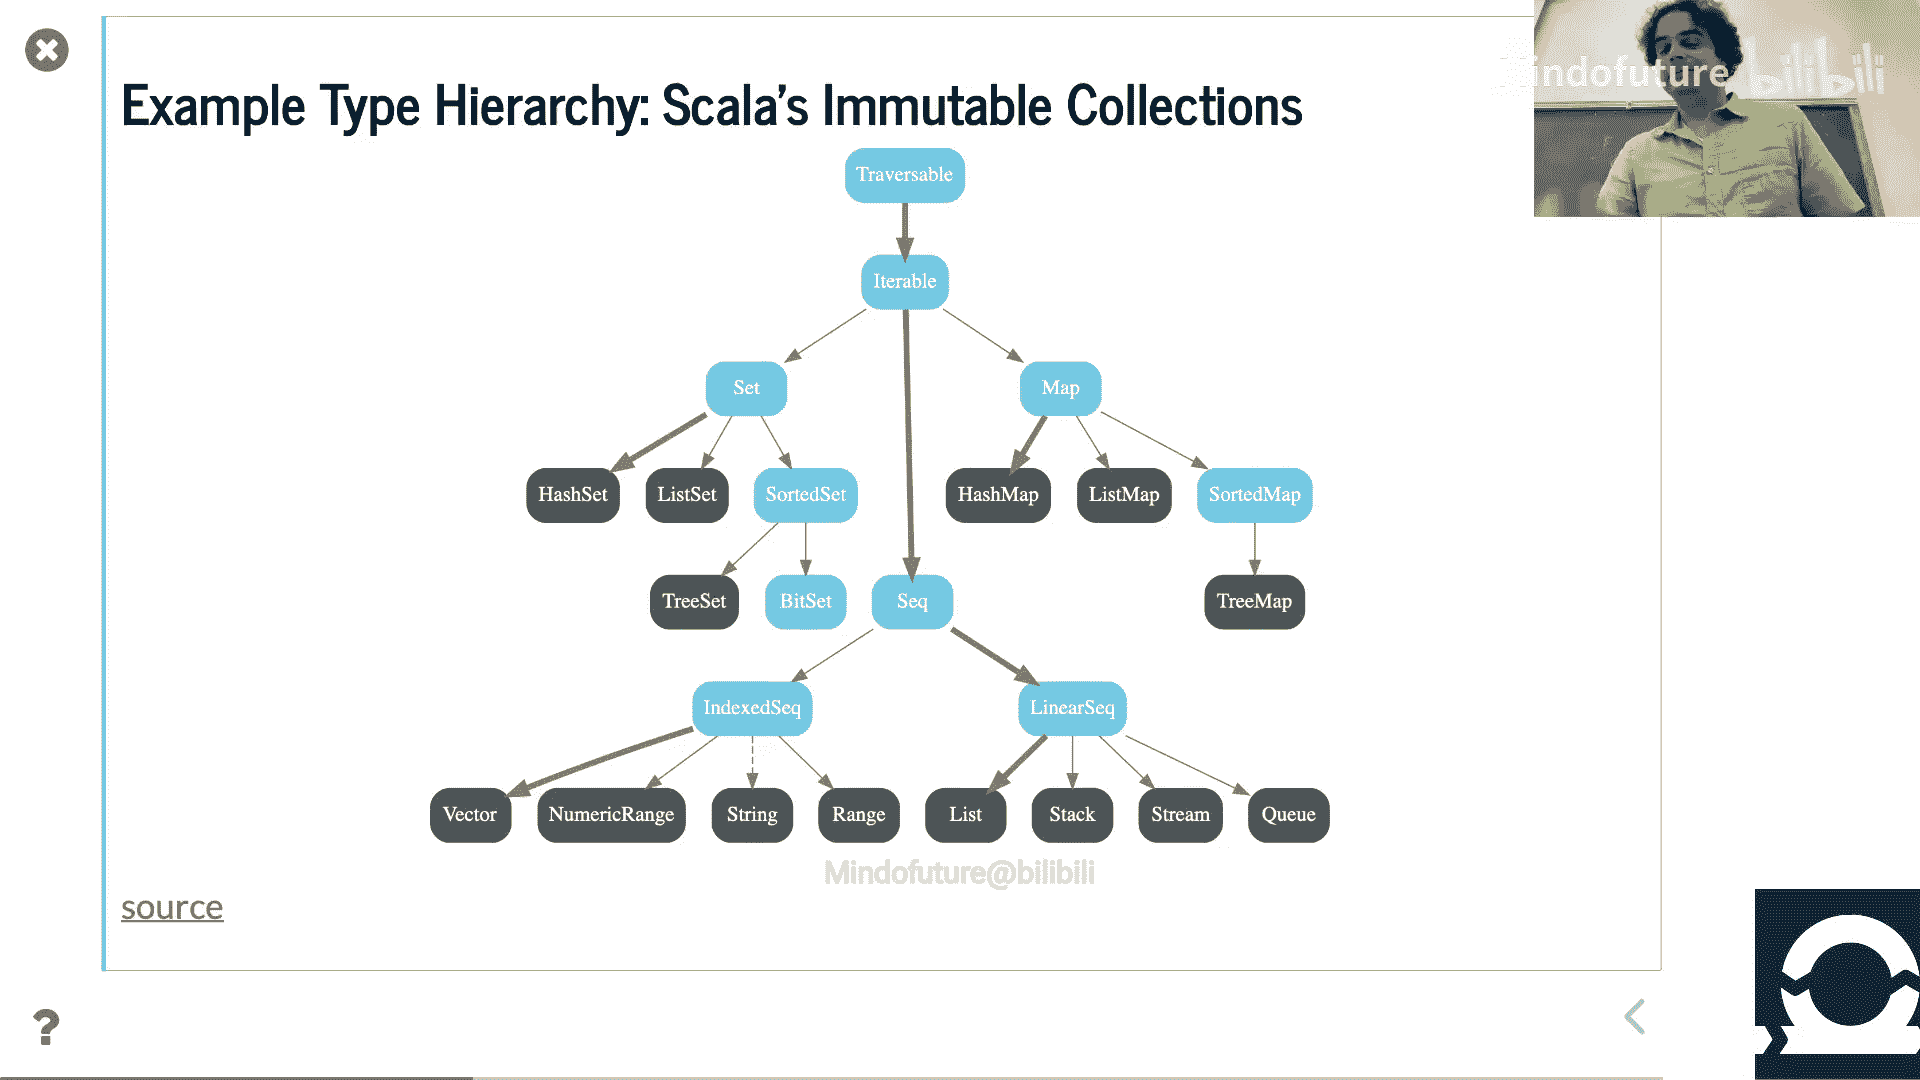 Example Type Hierarchy: Scala’s Immutable Collections
indofuture bilibili
Traversable
Iterable
Set
Map
HashSet
ListSet
SortedSet
HashMap
ListMap
SortedMap
TreeSet
BitSet
Seq
TreeMap
IndexedSeq
LinearSeq
Vector
NumericRange
String
Range
List
Stack
Stream
Queue
Mindofuture@bilibili
source
?